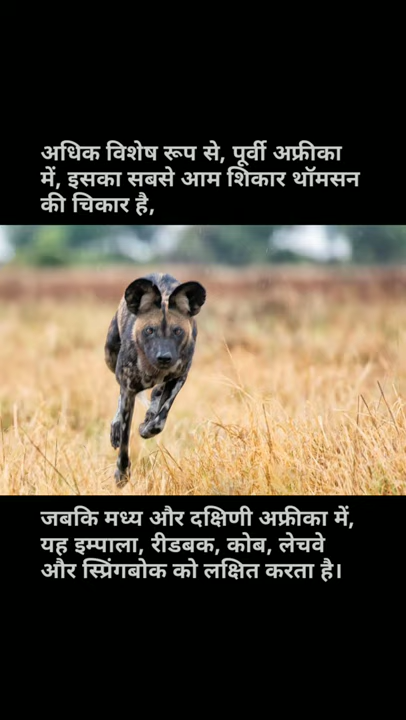 अधिक विशेष रूप से, पूर्वी अफ्रीका
में, इसका सबसे आम शिकार थॉमसन
की चिकार है,
जबकि मध्य और दक्षिणी अफ्रीका में,
यह इम्पाला, रीडबक, कोब, लेचवे
और स्प्रिंगबोक को लक्षित करता है।